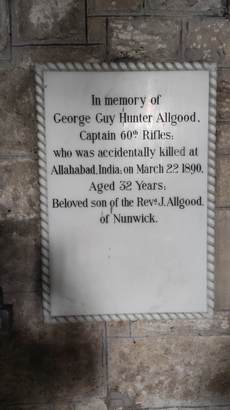 In memory of
George Guy Hunter Allgood.
Captain 60th Rifles;
who was accidentally killed at
Allahabad, India; on March 22 1890.
Aged 32 Years;
Beloved son of the Revd. J. Allgood.
of Nunwick.